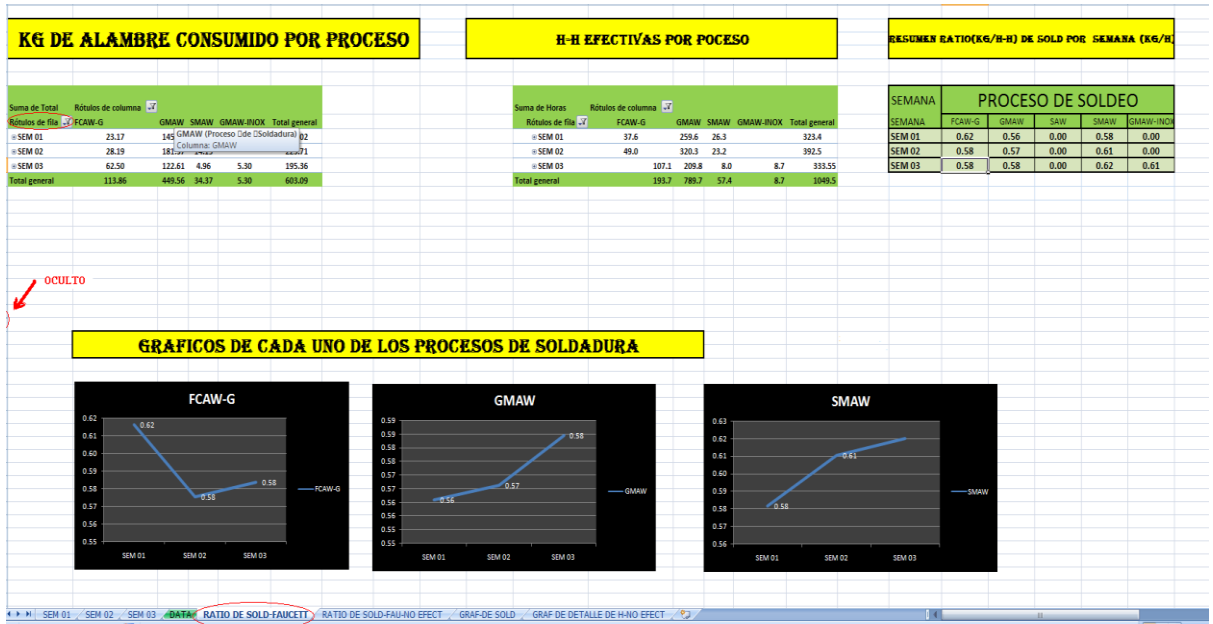 KG DE ALAMBRE CONSUMIDO POR PROCESO
H-H EFECTIVAS POR POCESO
RESUMEN RATIO(KG/H-H) DE SOLD POR SEMANA (KG/H)
Suma de Total Rótulos de columna
Rótulos de fila FCAW-G GMAW SMAW GMAW-INOX Total general
SEM 01 23.17 145
SEM 02 28.19
SEM 03 62.50 122.61 4.96 5.30 195.36
Total general 113.86 449.56 34.37 5.30 603.09
GMAW (Proceso de Soldadura)
Columna: GMAW
Suma de Horas Rótulos de columna
Rótulos de fila FCAW-G GMAW SMAW GMAW-INOX Total general
SEM 01 37.6 259.6 26.3 323.4
SEM 02 49.0 320.3 23.2 392.5
SEM 03 107.1 209.8 8.0 8.7 333.55
Total general 193.7 789.7 57.4 8.7 1049.5
SEMANA PROCESO DE SOLDEO
SEMANA FCAW-G GMAW SAW SMAW GMAW-INOX
SEM 01 0.62 0.56 0.00 0.58 0.00
SEM 02 0.58 0.57 0.00 0.61 0.00
SEM 03 0.58 0.58 0.00 0.62 0.61
OCULTO
GRAFICOS DE CADA UNO DE LOS PROCESOS DE SOLDADURA
FCAW-G
0.62
0.61
0.60
0.59
0.58
0.57
0.56
0.55
0.62
0.58
0.58
FCAW-G
SEM 01 SEM 02 SEM 03
GMAW
0.59
0.58
0.58
0.57
0.57
0.56
0.56
0.55
0.55
0.56
0.57
0.58
GMAW
SEM 01 SEM 02 SEM 03
SMAW
0.63
0.62
0.61
0.60
0.59
0.58
0.57
0.56
0.58
0.61
SMAW
SEM 01 SEM 02 SEM 03
SEM 01 SEM 02 SEM 03 DATA RATIO DE SOLD-FAUCETT RATIO DE SOLD-FAU-NO EFECT GRAF-DE SOLD GRAF DE DETALLE DE H-NO EFECT